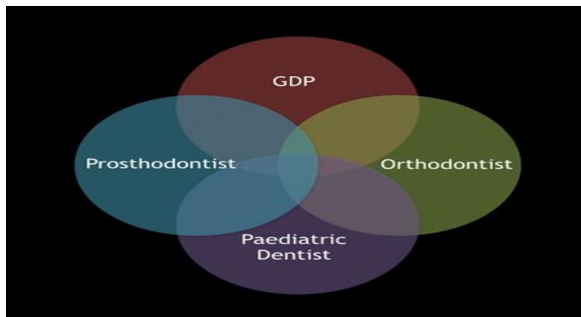 GDP
Prosthodontist
Orthodontist
Paediatric
Dentist